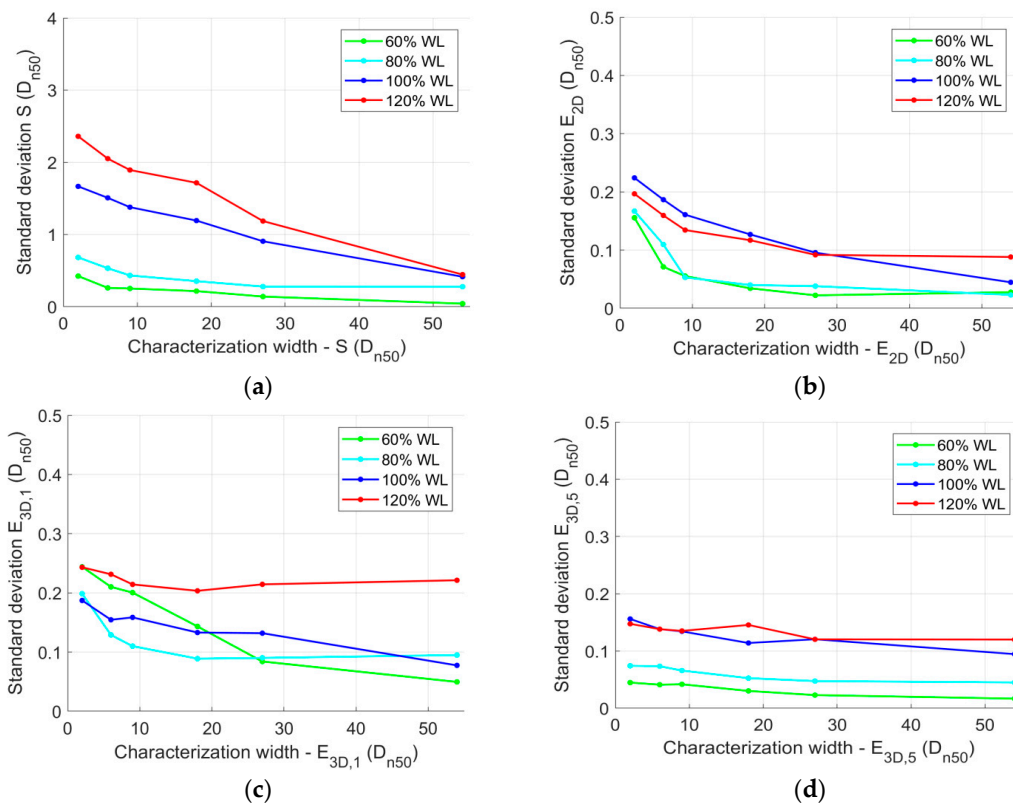 Standard deviation S (Dn50)
4
3
2
1
0
0 10 20 30 40 50
Characterization width - S (Dn50)
60% WL
80% WL
100% WL
120% WL
(a)
Standard deviation E2D (Dn50)
0.5
0.4
0.3
0.2
0.1
0
0 10 20 30 40 50
Characterization width - E2D (Dn50)
60% WL
80% WL
100% WL
120% WL
(b)
Standard deviation E3D,1 (Dn50)
0.5
0.4
0.3
0.2
0.1
0
0 10 20 30 40 50
Characterization width - E3D,1 (Dn50)
60% WL
80% WL
100% WL
120% WL
(c)
Standard deviation E3D,5 (Dn50)
0.5
0.4
0.3
0.2
0.1
0
0 10 20 30 40 50
Characterization width - E3D,5 (Dn50)
60% WL
80% WL
100% WL
120% WL
(d)